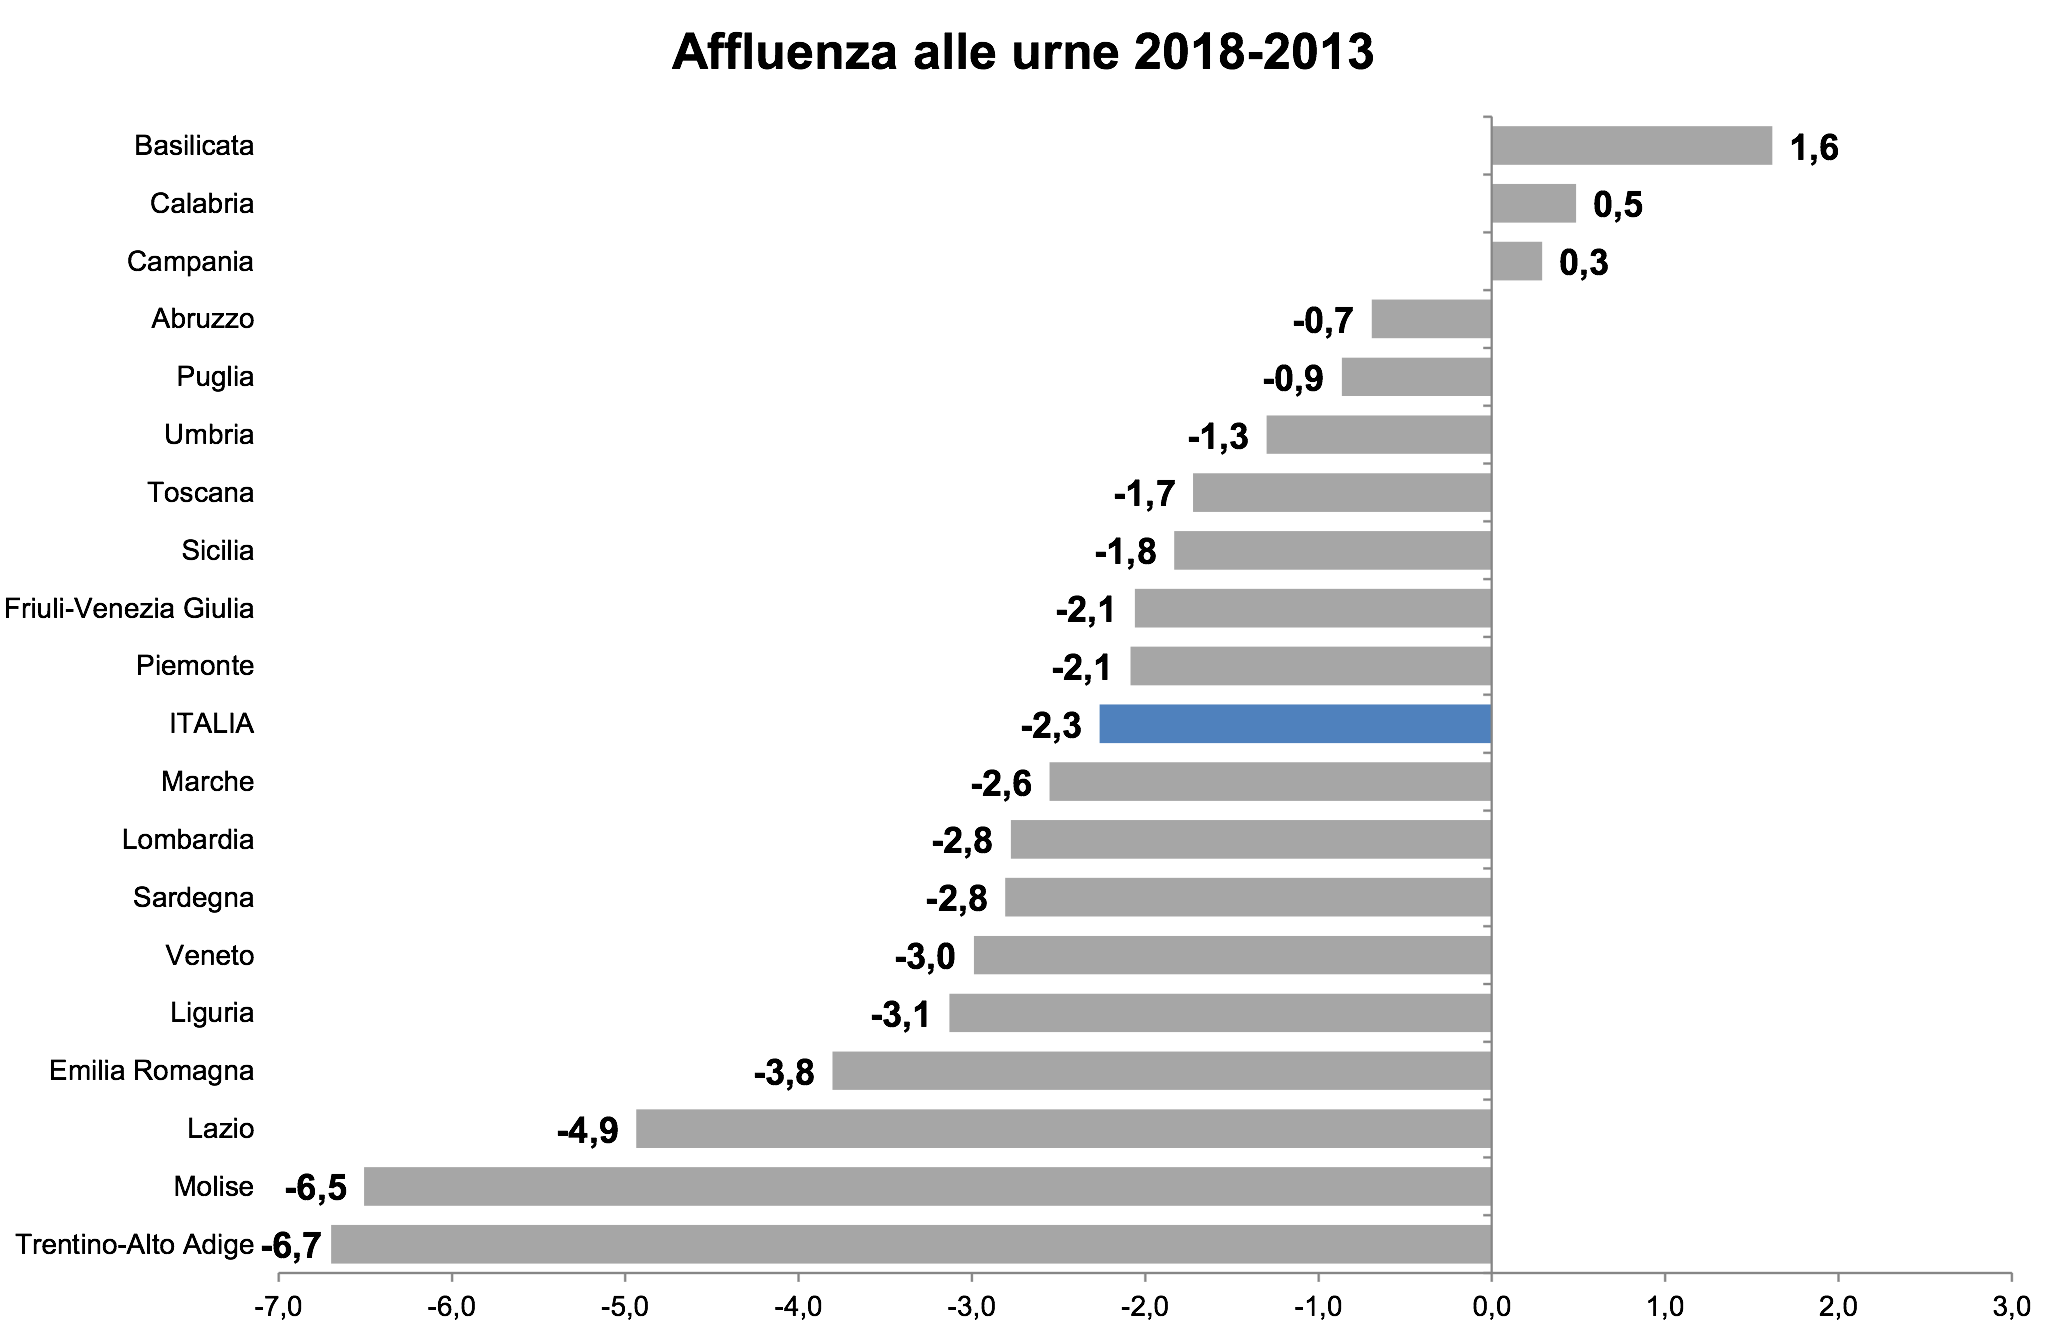 Affluenza alle urne 2018-2013
Basilicata 1,6
Calabria 0,5
Campania 0,3
Abruzzo -0,7
Puglia -0,9
Umbria -1,3
Toscana -1,7
Sicilia -1,8
Friuli-Venezia Giulia -2,1
Piemonte -2,1
ITALIA -2,3
Marche -2,6
Lombardia -2,8
Sardegna -2,8
Veneto -3,0
Liguria -3,1
Emilia Romagna -3,8
Lazio -4,9
Molise -6,5
Trentino-Alto Adige -6,7
-7,0 -6,0 -5,0 -4,0 -3,0 -2,0 -1,0 0,0 1,0 2,0 3,0